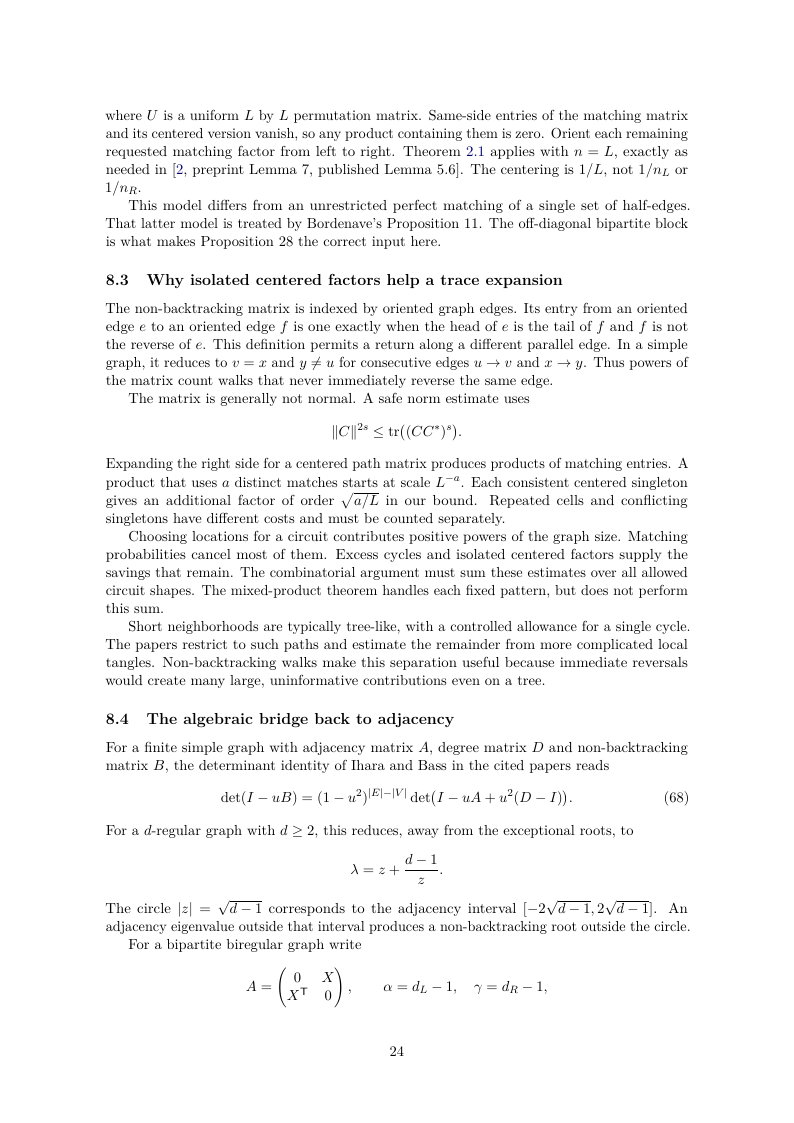 where U is a uniform L by L permutation matrix. Same-side entries of the matching matrix
and its centered version vanish, so any product containing them is zero. Orient each remaining
requested matching factor from left to right. Theorem 2.1 applies with n = L, exactly as
needed in [2, preprint Lemma 7, published Lemma 5.6]. The centering is 1/L, not 1/n_L or
1/n_R.
This model differs from an unrestricted perfect matching of a single set of half-edges.
That latter model is treated by Bordenave's Proposition 11. The off-diagonal bipartite block
is what makes Proposition 28 the correct input here.
8.3 Why isolated centered factors help a trace expansion
The non-backtracking matrix is indexed by oriented graph edges. Its entry from an oriented
edge e to an oriented edge f is one exactly when the head of e is the tail of f and f is not
the reverse of e. This definition permits a return along a different parallel edge. In a simple
graph, it reduces to v = x and y ≠ u for consecutive edges u → v and x → y. Thus powers of
the matrix count walks that never immediately reverse the same edge.
The matrix is generally not normal. A safe norm estimate uses
‖C‖^{2s} ≤ tr((CC*)^s).
Expanding the right side for a centered path matrix produces products of matching entries. A
product that uses a distinct matches starts at scale L^{−a}. Each consistent centered singleton
gives an additional factor of order √(a/L) in our bound. Repeated cells and conflicting
singletons have different costs and must be counted separately.
Choosing locations for a circuit contributes positive powers of the graph size. Matching
probabilities cancel most of them. Excess cycles and isolated centered factors supply the
savings that remain. The combinatorial argument must sum these estimates over all allowed
circuit shapes. The mixed-product theorem handles each fixed pattern, but does not perform
this sum.
Short neighborhoods are typically tree-like, with a controlled allowance for a single cycle.
The papers restrict to such paths and estimate the remainder from more complicated local
tangles. Non-backtracking walks make this separation useful because immediate reversals
would create many large, uninformative contributions even on a tree.
8.4 The algebraic bridge back to adjacency
For a finite simple graph with adjacency matrix A, degree matrix D and non-backtracking
matrix B, the determinant identity of Ihara and Bass in the cited papers reads
det(I − uB) = (1 − u²)^{|E|−|V|} det(I − uA + u²(D − I)). (68)
For a d-regular graph with d ≥ 2, this reduces, away from the exceptional roots, to
λ = z + (d − 1)/z.
The circle |z| = √(d − 1) corresponds to the adjacency interval [−2√(d − 1), 2√(d − 1)]. An
adjacency eigenvalue outside that interval produces a non-backtracking root outside the circle.
For a bipartite biregular graph write
A = (0 X; X^T 0), α = d_L − 1, γ = d_R − 1,
24